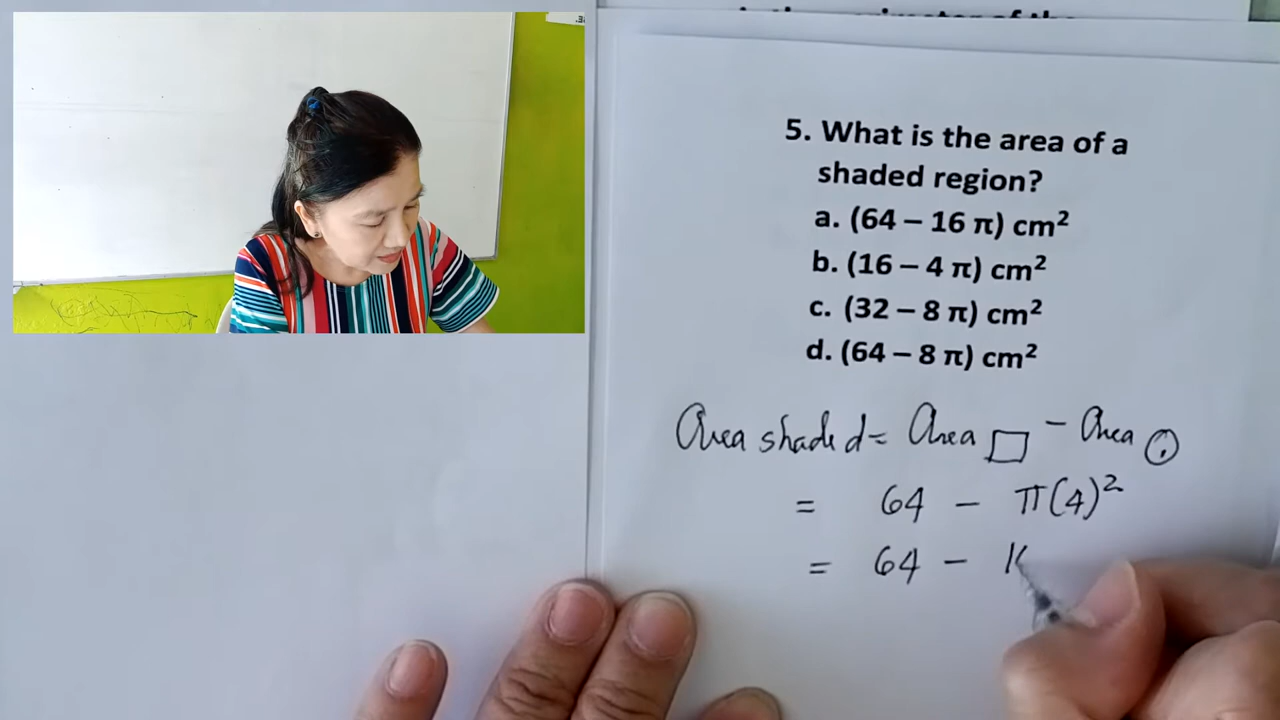 5. What is the area of a
shaded region?
a. (64 – 16 π) cm²
b. (16 – 4 π) cm²
c. (32 – 8 π) cm²
d. (64 – 8 π) cm²
Area shaded = Area □ - Area ⊙
= 64 - π(4)²
= 64 - 16